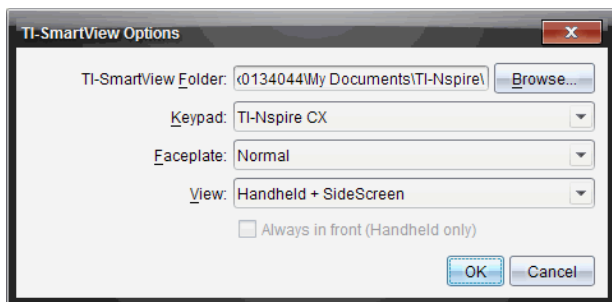 TI-SmartView Options
TI-SmartView Folder: 0134044\My Documents\TI-Nspire\ Browse...
Keypad: TI-Nspire CX
Faceplate: Normal
View: Handheld + SideScreen
Always in front (Handheld only)
OK Cancel